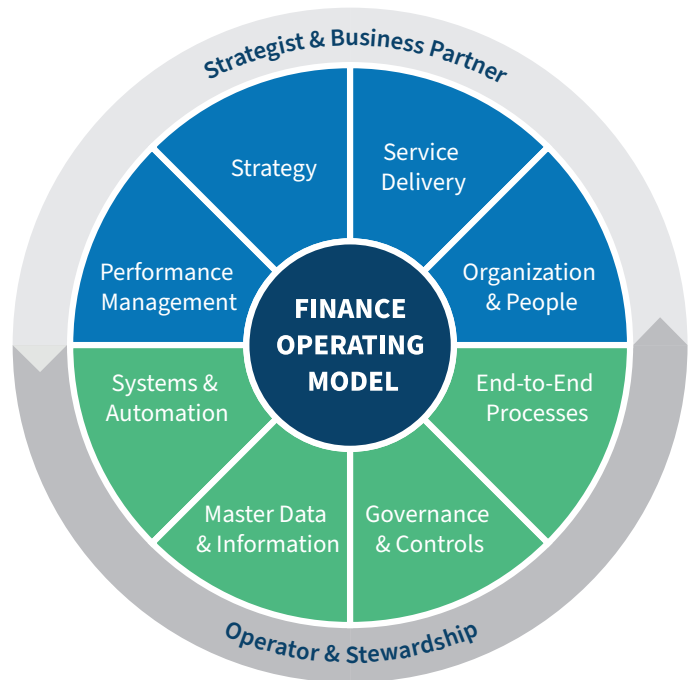 Strategist & Business Partner
Strategy
Service
Delivery
Performance
Management
Organization
& People
FINANCE
OPERATING
MODEL
Systems &
Automation
End-to-End
Processes
Master Data
& Information
Governance
& Controls
Operator & Stewardship